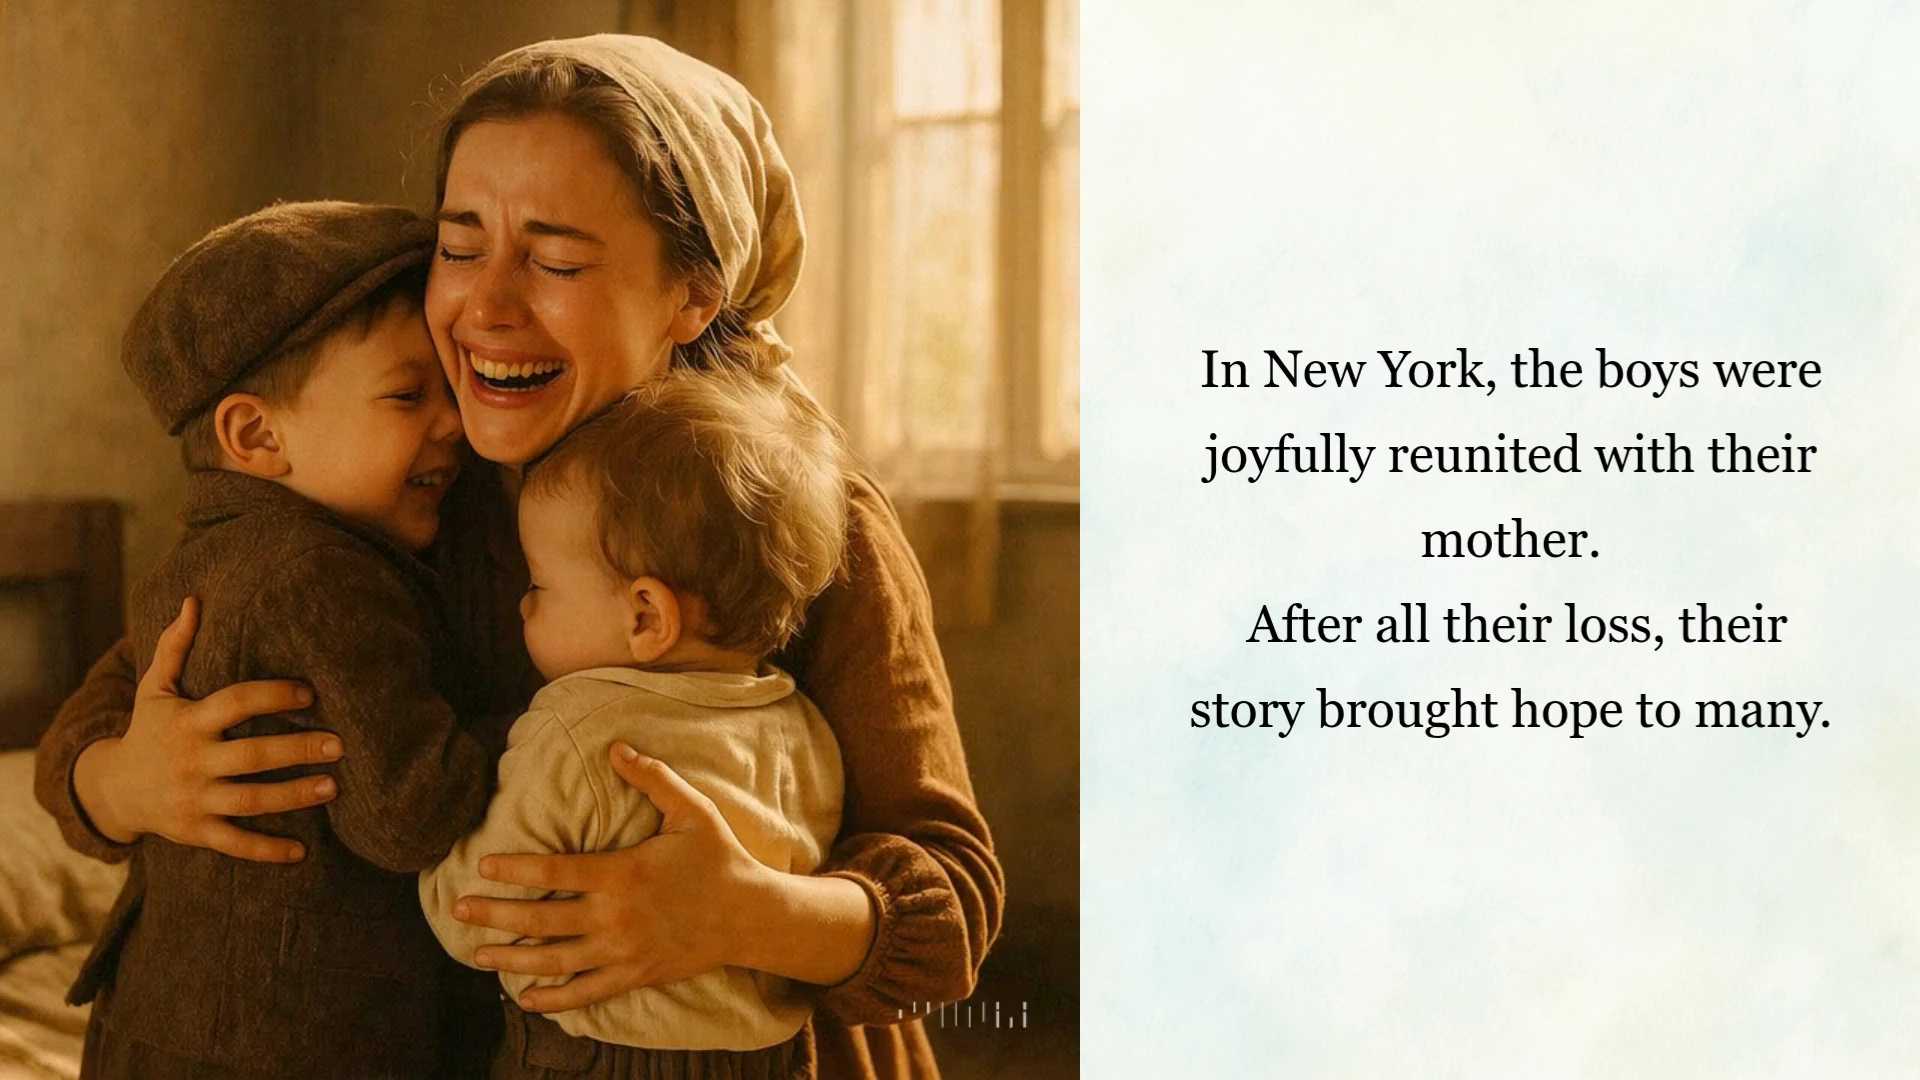 In New York, the boys were
joyfully reunited with their
mother.
After all their loss, their
story brought hope to many.